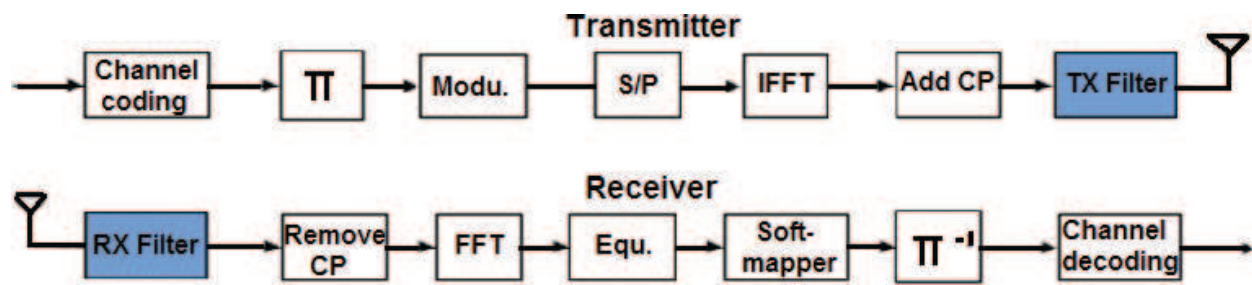 Transmitter
Channel
coding
Π
Modu.
S/P
IFFT
Add CP
TX Filter
Receiver
RX Filter
Remove
CP
FFT
Equ.
Soft-
mapper
Π⁻¹
Channel
decoding